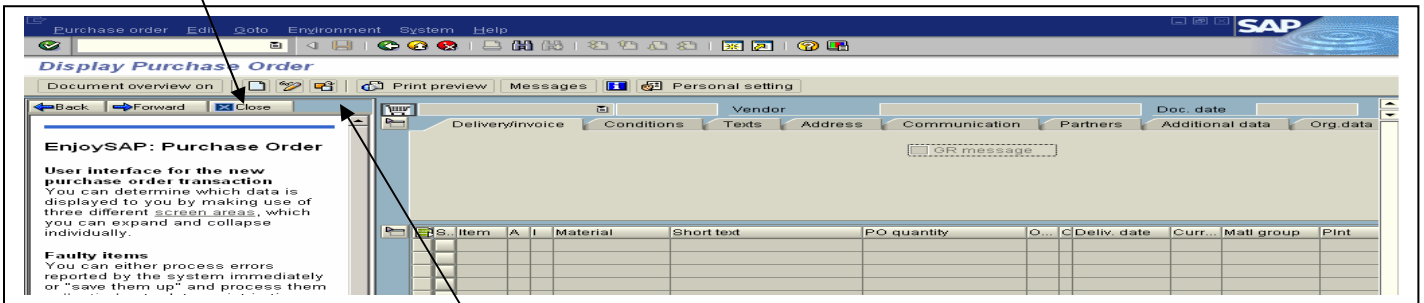 Purchase order Edit Goto Environment System Help
SAP
Display Purchase Order
Document overview on Print preview Messages Personal setting
Back Forward Close
Vendor Doc. date
Delivery/invoice Conditions Texts Address Communication Partners Additional data Org.data
GR message
EnjoySAP: Purchase Order
User interface for the new
purchase order transaction
You can determine which data is
displayed to you by making use of
three different screen areas, which
you can expand and collapse
individually.
S.. Item A I Material Short text PO quantity O... C Deliv. date Curr... Matl group Plnt
Faulty items
You can either process errors
reported by the system immediately
or "save them up" and process them